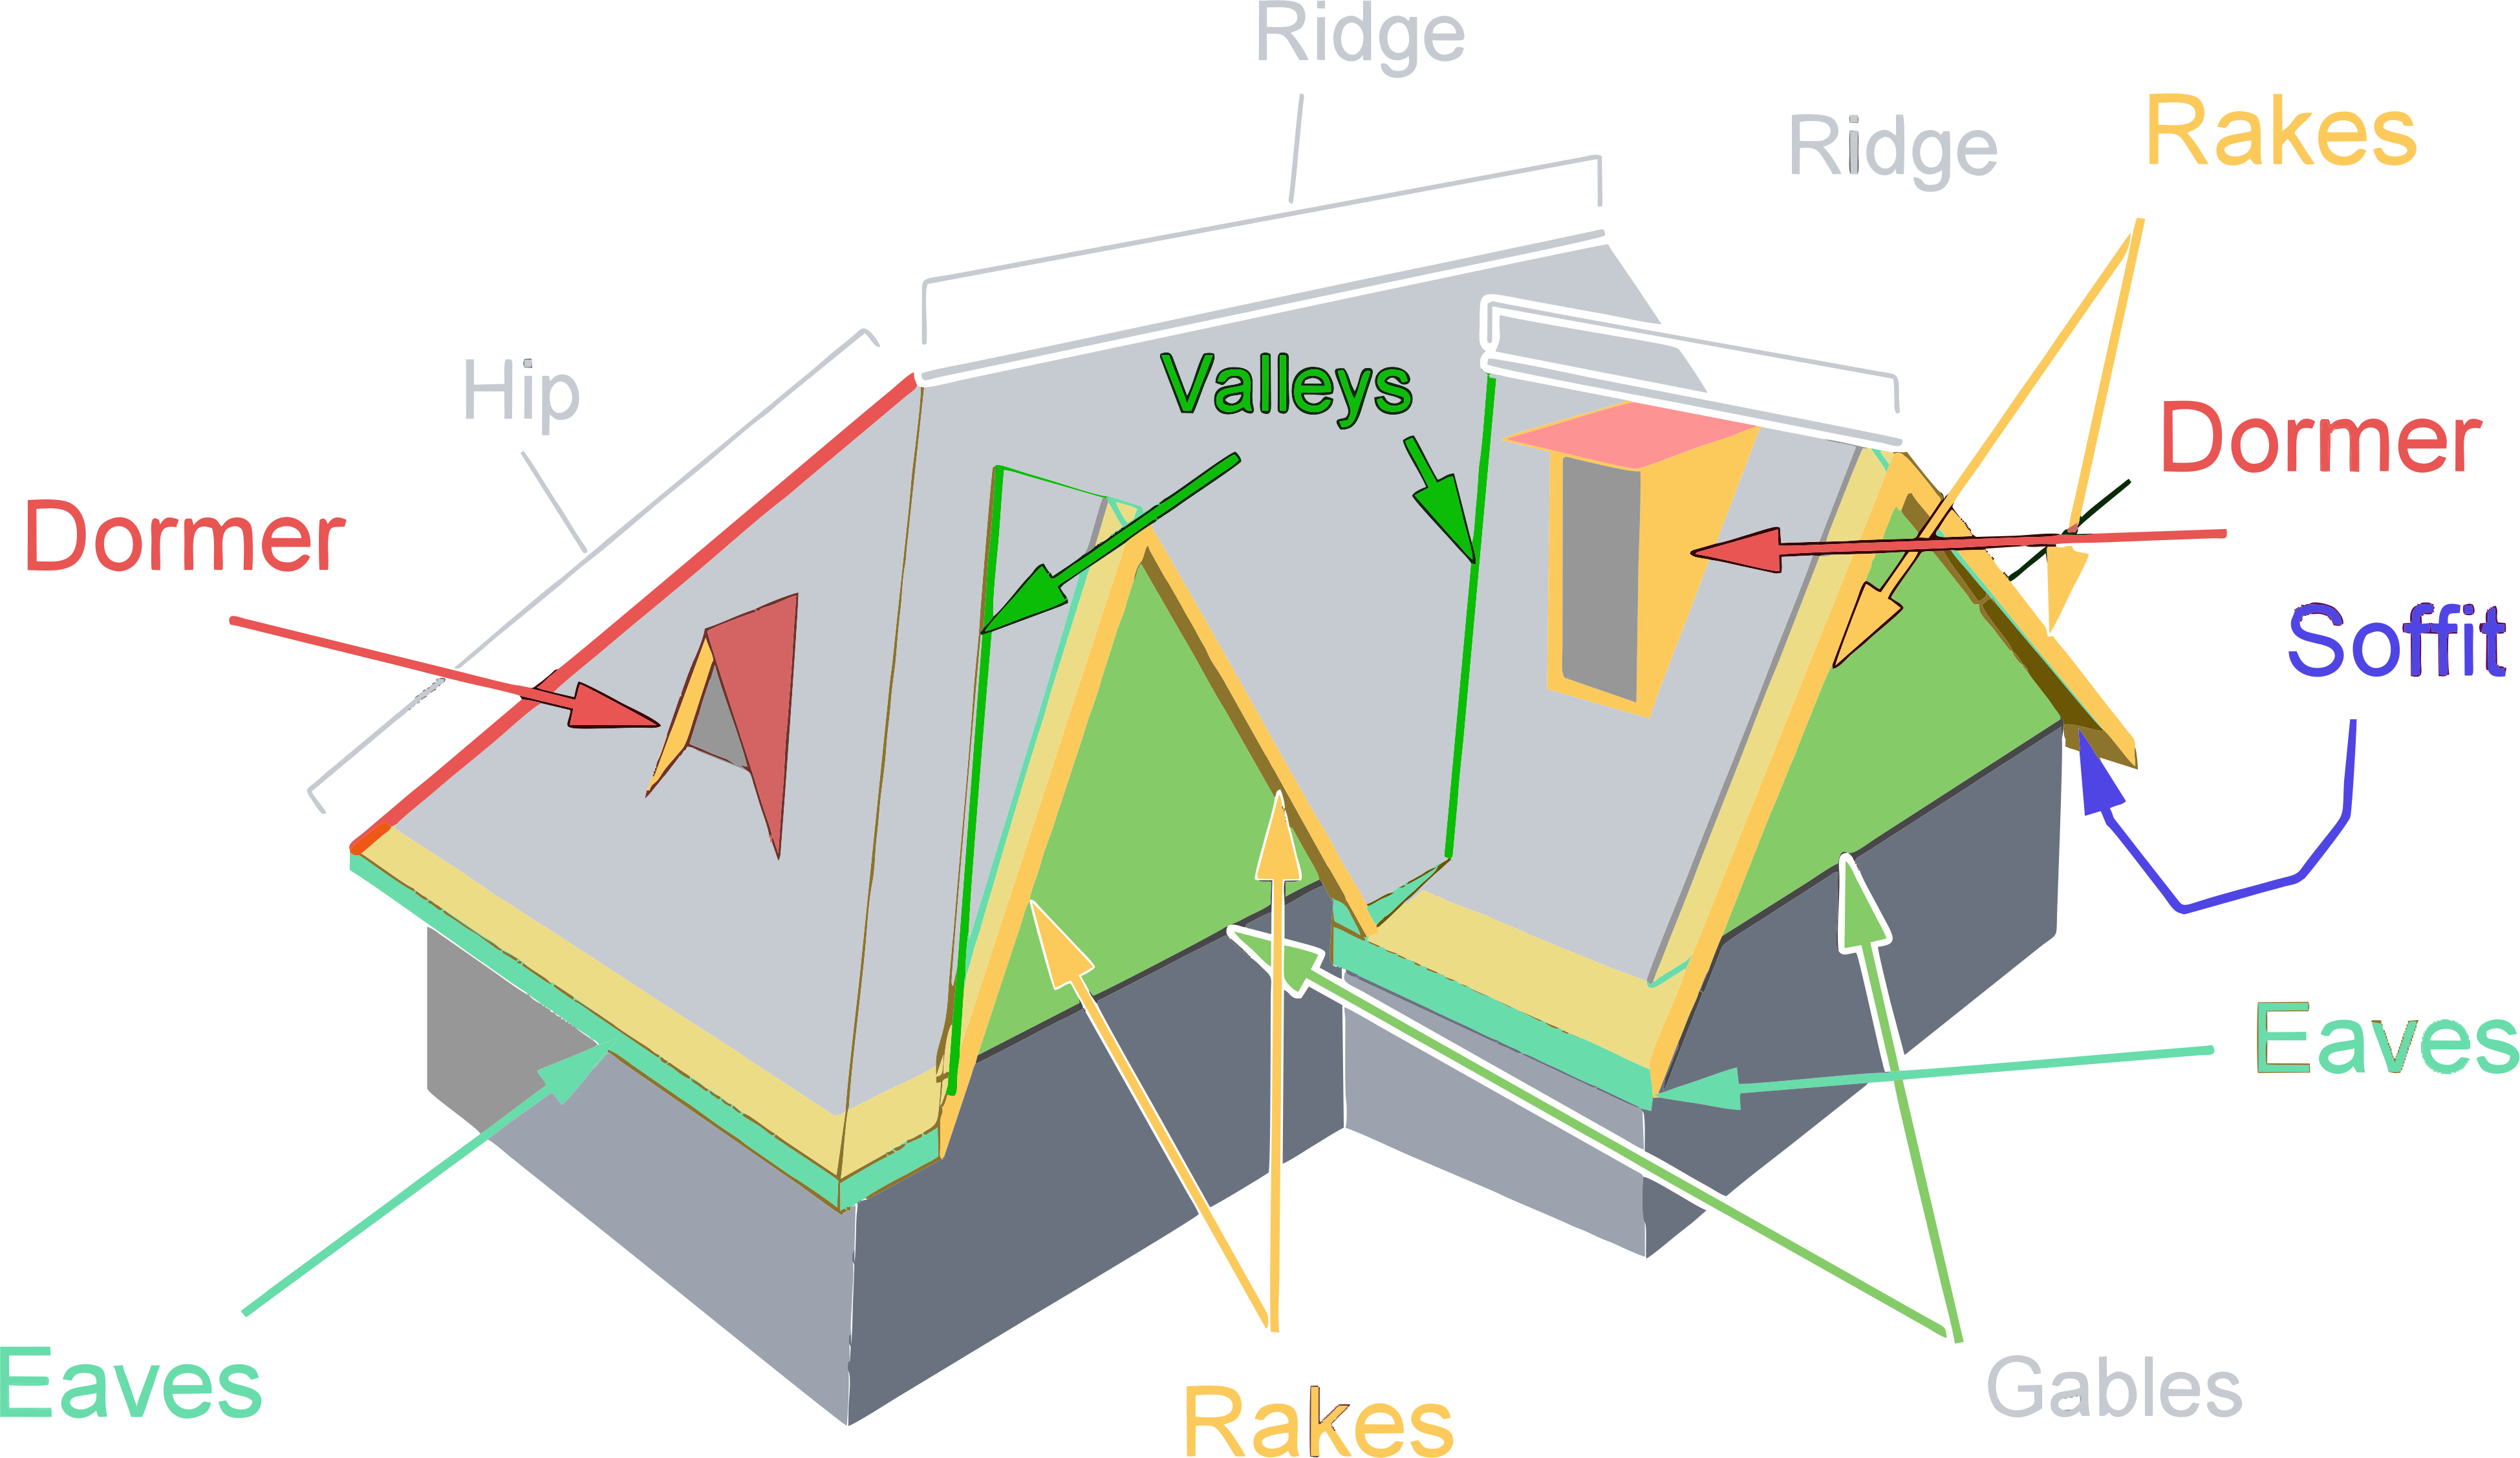 Ridge
Ridge
Rakes
Hip
Valleys
Dormer
Dormer
Soffit
Eaves
Eaves
Rakes
Gables